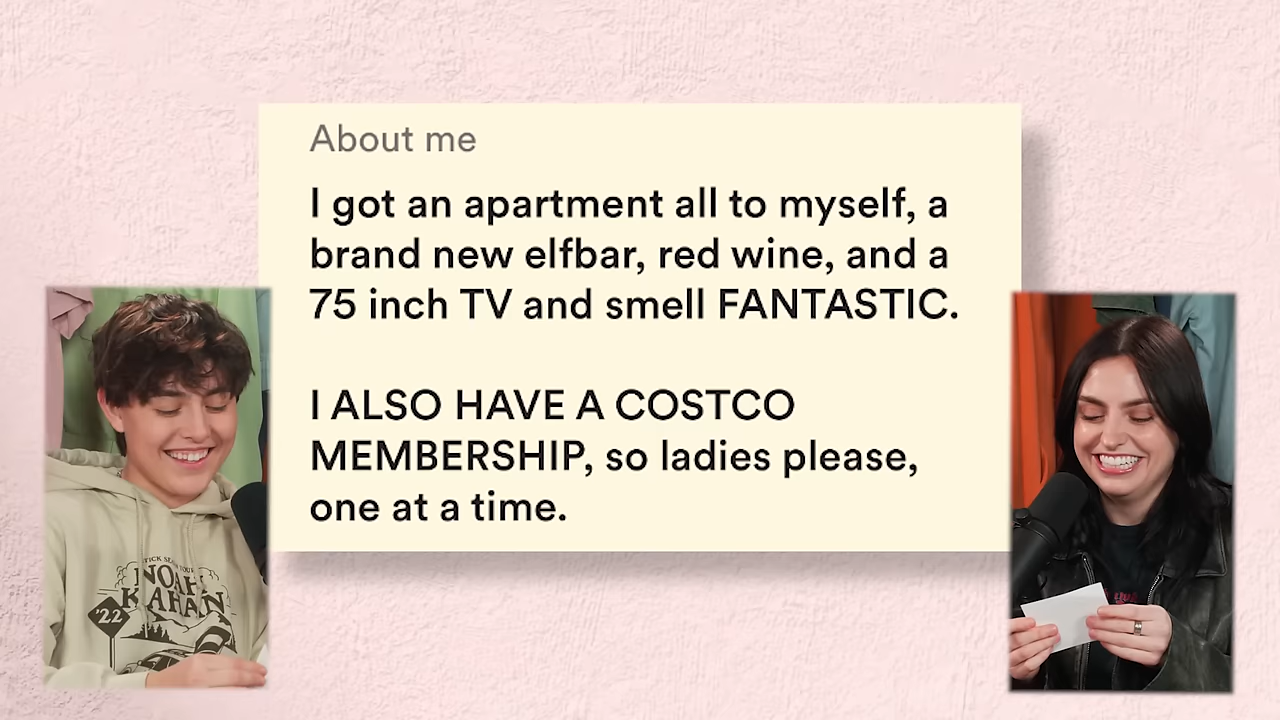 About me
I got an apartment all to myself, a
brand new elfbar, red wine, and a
75 inch TV and smell FANTASTIC.
I ALSO HAVE A COSTCO
MEMBERSHIP, so ladies please,
one at a time.
NOAH
KAHAN
'22